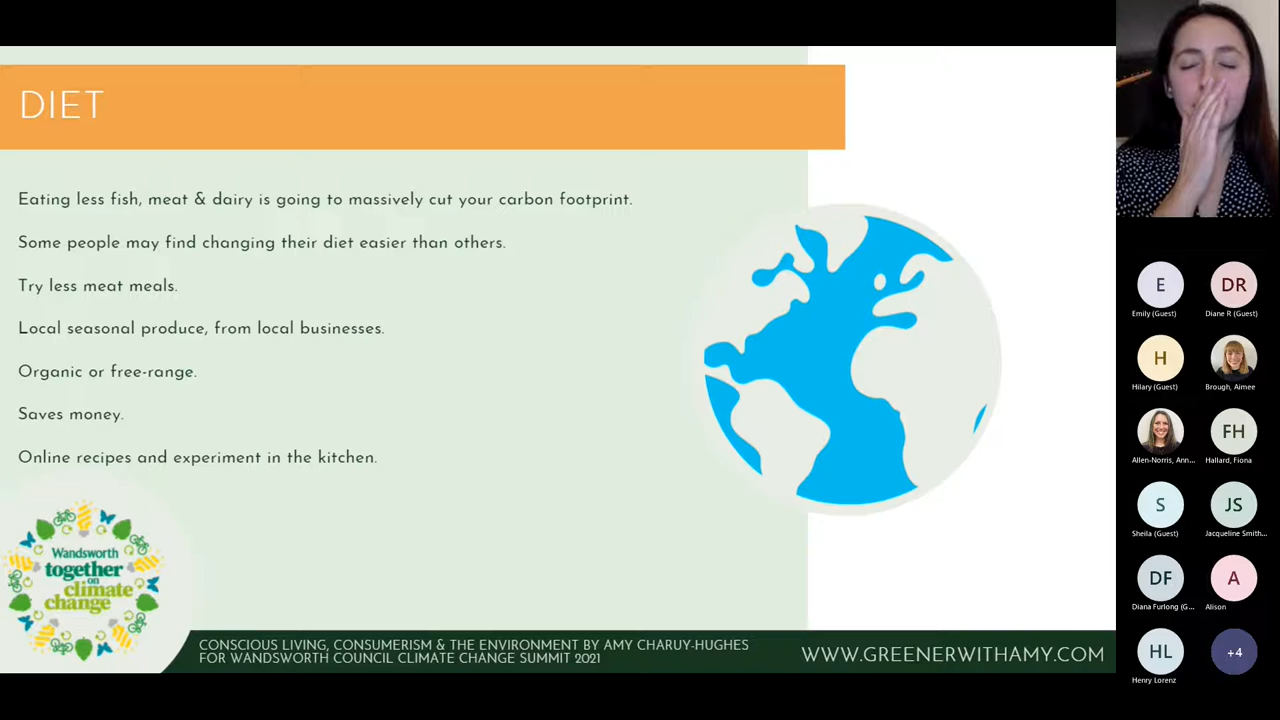 DIET
Eating less fish, meat & dairy is going to massively cut your carbon footprint.
Some people may find changing their diet easier than others.
Try less meat meals.
Local seasonal produce, from local businesses.
Organic or free-range.
Saves money.
Online recipes and experiment in the kitchen.
Wandsworth
together
on
climate
change
CONSCIOUS LIVING, CONSUMERISM & THE ENVIRONMENT BY AMY CHARUY-HUGHES
FOR WANDSWORTH COUNCIL CLIMATE CHANGE SUMMIT 2021
WWW.GREENERWITHAMY.COM
E
DR
Emily (Guest)
Diane R (Guest)
H
Hilary (Guest)
Brough, Aimee
FH
Allen-Norris, Ann...
Hallard, Fiona
S
JS
Sheila (Guest)
Jacqueline Smith...
DF
A
Diana Furlong (G...
Alison
HL
+4
Henry Lorenz